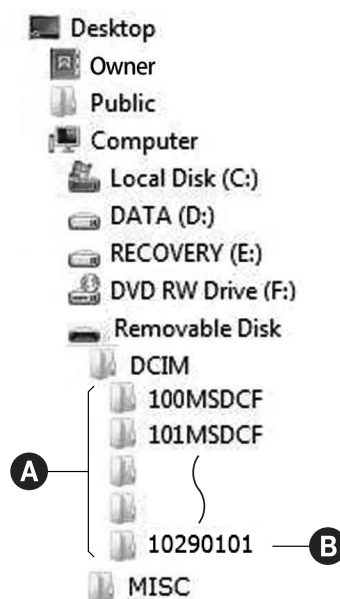 Desktop
Owner
Public
Computer
Local Disk (C:)
DATA (D:)
RECOVERY (E:)
DVD RW Drive (F:)
Removable Disk
DCIM
100MSDCF
101MSDCF
A
10290101
B
MISC